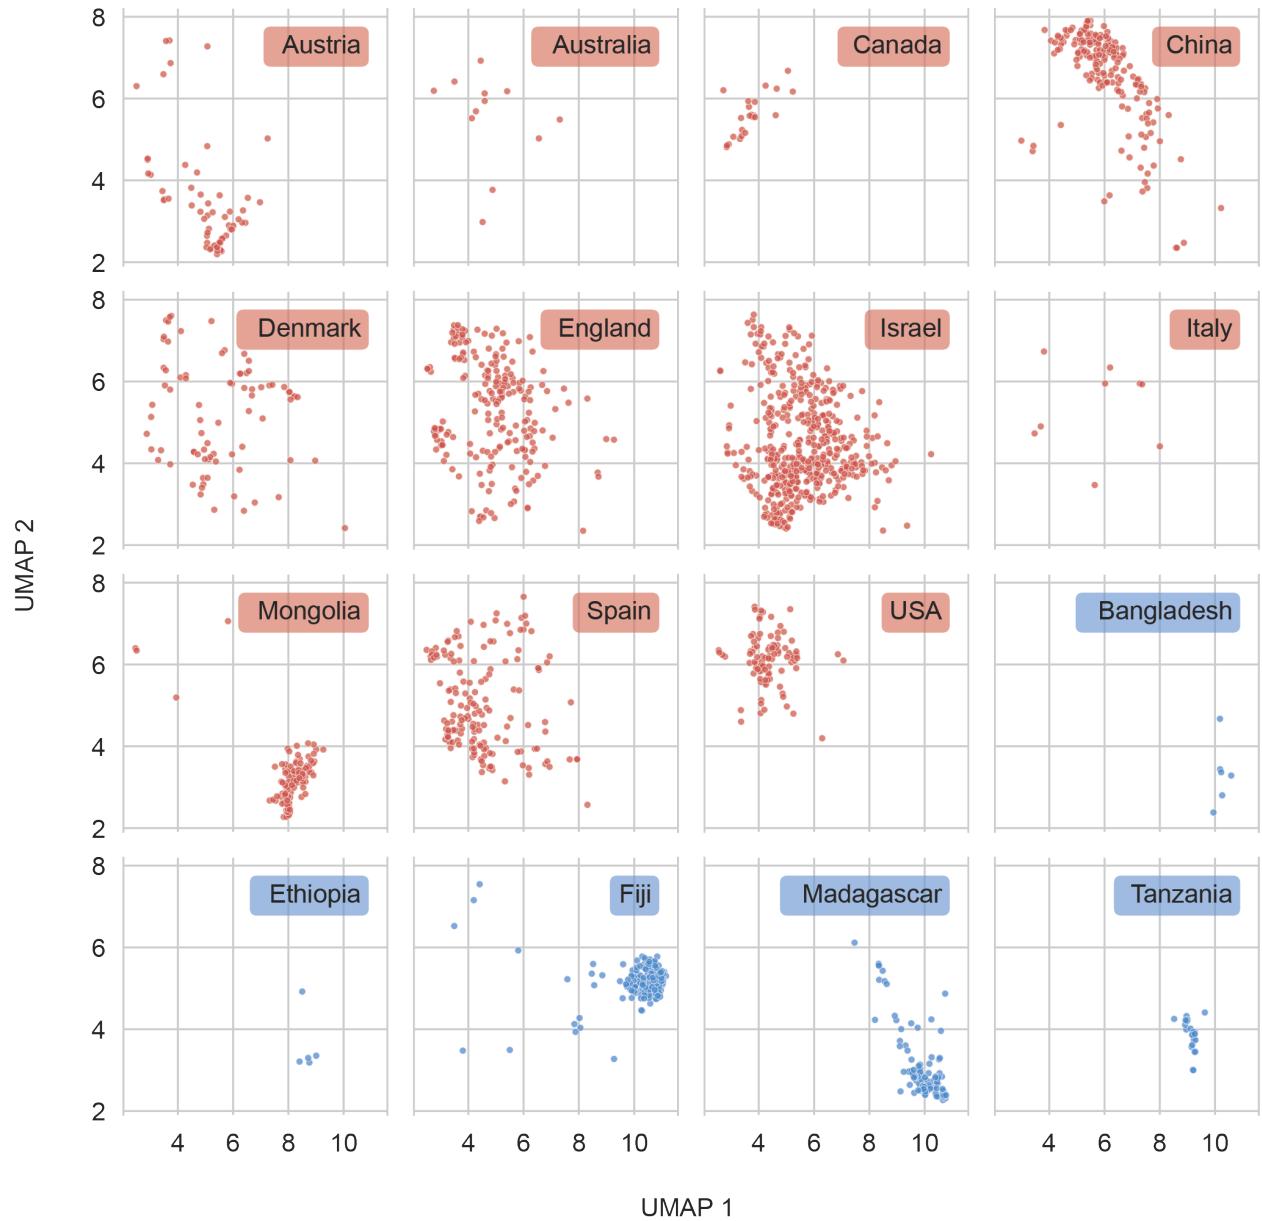 8 Austria Australia Canada China
6
4
2
8 Denmark England Israel Italy
6
4
2
8 Mongolia Spain USA Bangladesh
6
4
2
8 Ethiopia Fiji Madagascar Tanzania
6
4
2
4 6 8 10 4 6 8 10 4 6 8 10 4 6 8 10
UMAP 2
UMAP 1